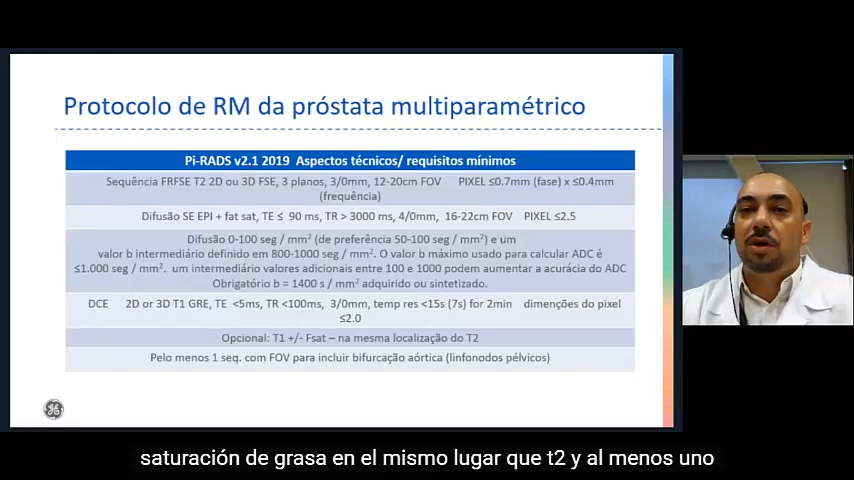 Protocolo de RM da próstata multiparamétrico
Pi-RADS v2.1 2019 Aspectos técnicos/ requisitos mínimos
Sequência FRFSE T2 2D ou 3D FSE, 3 planos, 3/0mm, 12-20cm FOV PIXEL ≤0.7mm (fase) x ≤0.4mm
(frequência)
Difusão SE EPI + fat sat, TE ≤ 90 ms, TR > 3000 ms, 4/0mm, 16-22cm FOV PIXEL ≤2.5
Difusão 0-100 seg / mm² (de preferência 50-100 seg / mm²) e um
valor b intermediário definido em 800-1000 seg / mm². O valor b máximo usado para calcular ADC é
≤1.000 seg / mm². um intermediário valores adicionais entre 100 e 1000 podem aumentar a acurácia do ADC
Obrigatório b = 1400 s / mm² adquirido ou sintetizado.
DCE 2D or 3D T1 GRE, TE <5ms, TR <100ms, 3/0mm, temp res <15s (7s) for 2min dimenções do pixel
≤2.0
Opcional: T1 +/- Fsat – na mesma localização do T2
Pelo menos 1 seq. com FOV para incluir bifurcação aórtica (linfonodos pélvicos)
saturación de grasa en el mismo lugar que t2 y al menos uno